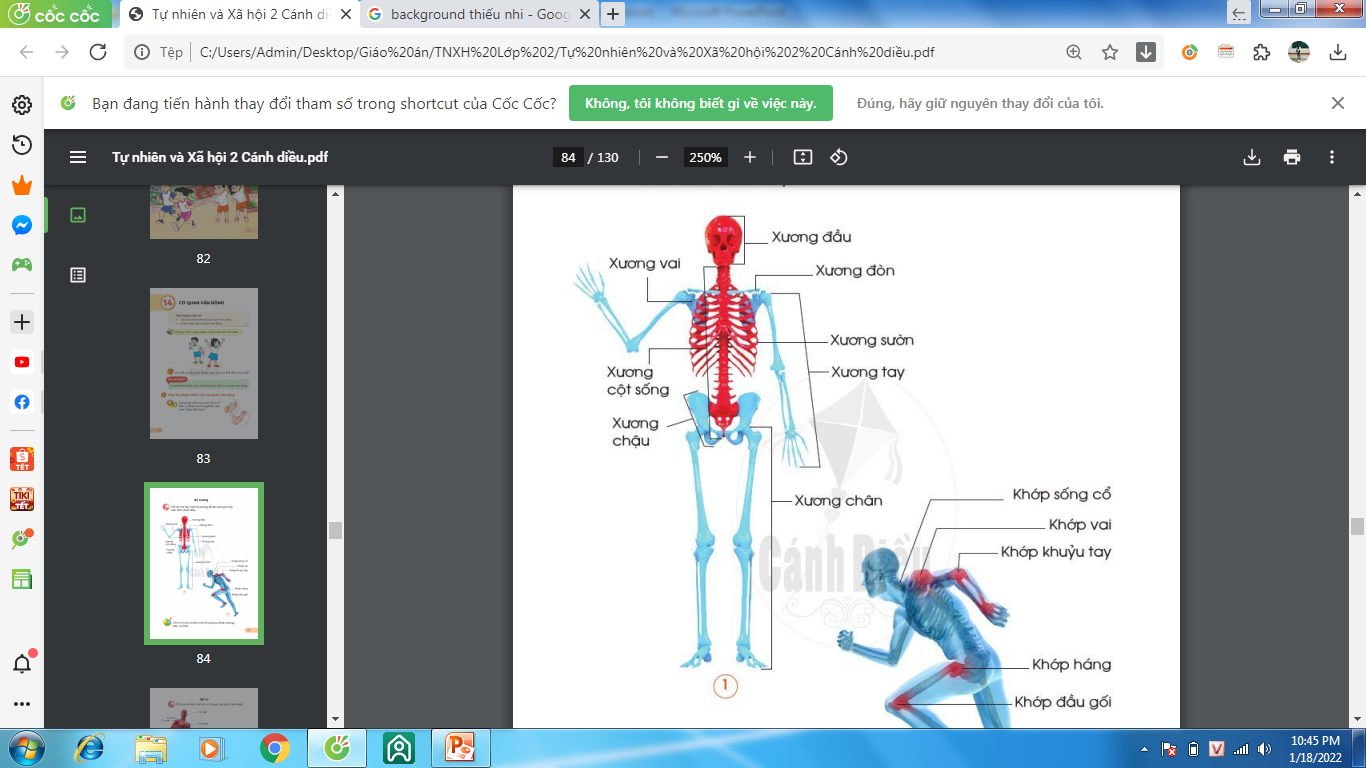 cốc cốc
Tự nhiên và Xã hội 2 Cánh di
background thiếu nhi - Goog
Tệp
C:/Users/Admin/Desktop/Giáo%20án/TNXH%20Lớp%202/Tự%20nhiên%20và%20Xã%20hội%202%20Cánh%20diều.pdf
Bạn đang tiến hành thay đổi tham số trong shortcut của Cốc Cốc?
Không, tôi không biết gì về việc này.
Đúng, hãy giữ nguyên thay đổi của tôi.
Tự nhiên và Xã hội 2 Cánh diều.pdf
84 / 130
250%
82
14 CƠ QUAN VẬN ĐỘNG
83
84
Xương đầu
Xương vai
Xương đòn
Xương sườn
Xương
cột sống
Xương tay
Xương
chậu
Xương chân
Cánh Diều
1
Khớp sống cổ
Khớp vai
Khớp khuỷu tay
Khớp háng
Khớp đầu gối
TẾT
TIKI
TẾT
10:45 PM
1/18/2022